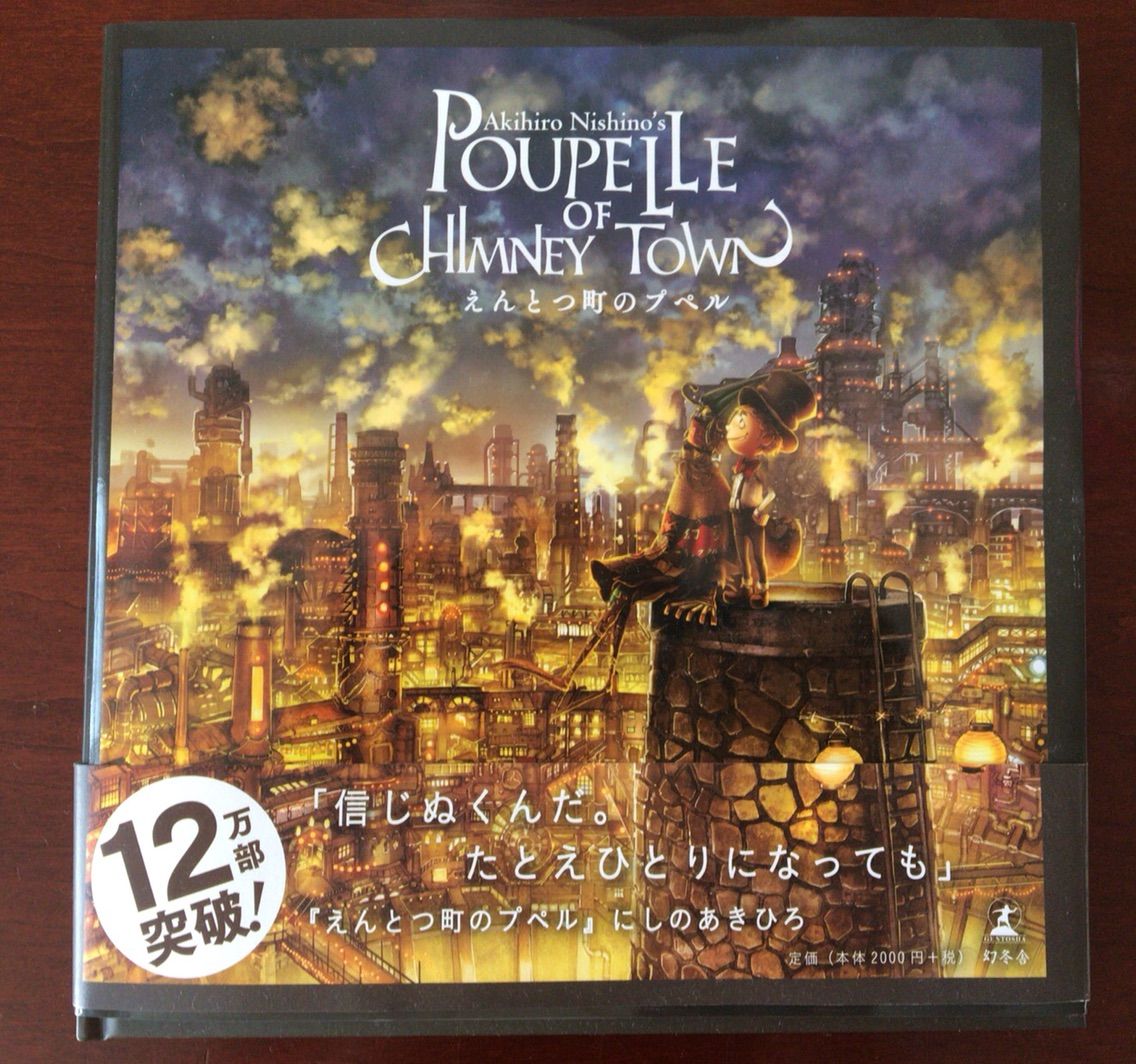 Akihiro Nishino's
POUPELLE
OF
CHIMNEY TOWN
えんとつ町のプペル
12万部
突破!
「信じぬくんだ。
たとえひとりになっても」
『えんとつ町のプペル』にしのあきひろ
定価(本体2000円+税)
GENTOSHA
幻冬舎